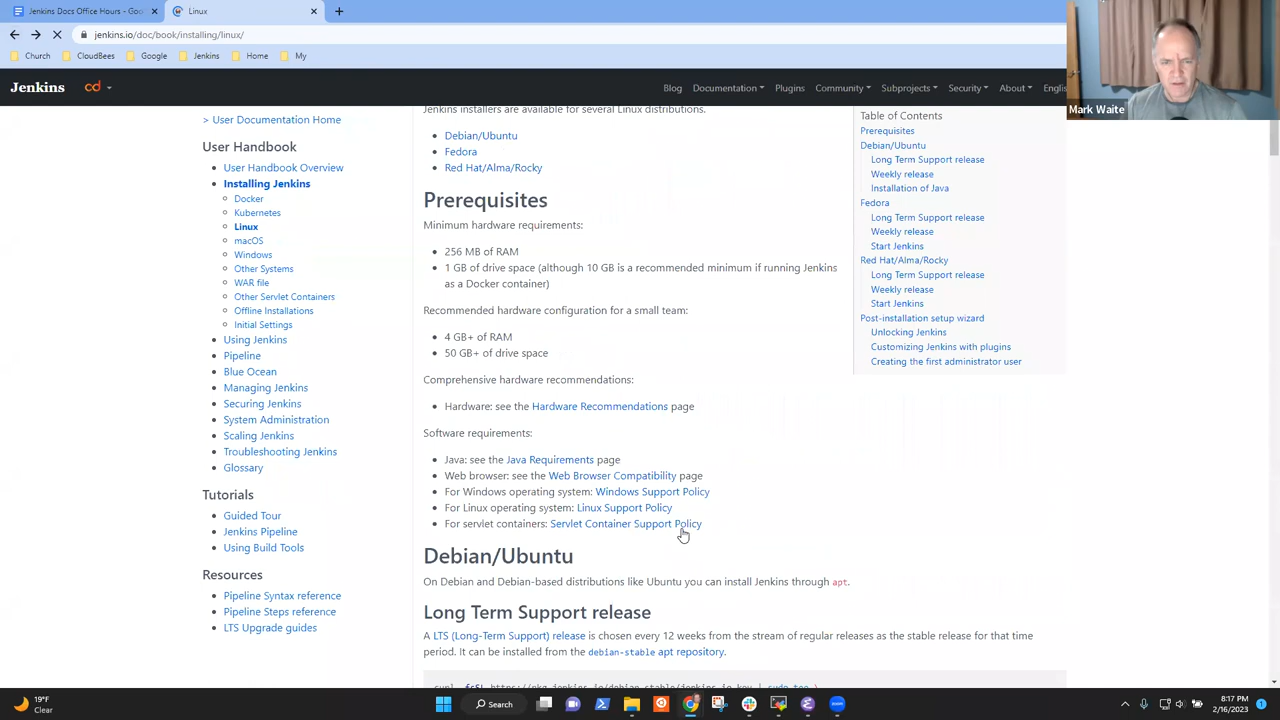 Jenkins Docs Office Hours - Goo
Linux
jenkins.io/doc/book/installing/linux/
Church
CloudBees
Google
Jenkins
Home
My
Jenkins
cd
Blog
Documentation
Plugins
Community
Subprojects
Security
About
Englis
Mark Waite
> User Documentation Home
User Handbook
User Handbook Overview
Installing Jenkins
Docker
Kubernetes
Linux
macOS
Windows
Other Systems
WAR file
Other Servlet Containers
Offline Installations
Initial Settings
Using Jenkins
Pipeline
Blue Ocean
Managing Jenkins
Securing Jenkins
System Administration
Scaling Jenkins
Troubleshooting Jenkins
Glossary
Tutorials
Guided Tour
Jenkins Pipeline
Using Build Tools
Resources
Pipeline Syntax reference
Pipeline Steps reference
LTS Upgrade guides
Jenkins installers are available for several Linux distributions.
Debian/Ubuntu
Fedora
Red Hat/Alma/Rocky
Prerequisites
Minimum hardware requirements:
256 MB of RAM
1 GB of drive space (although 10 GB is a recommended minimum if running Jenkins
as a Docker container)
Recommended hardware configuration for a small team:
4 GB+ of RAM
50 GB+ of drive space
Comprehensive hardware recommendations:
Hardware: see the Hardware Recommendations page
Software requirements:
Java: see the Java Requirements page
Web browser: see the Web Browser Compatibility page
For Windows operating system: Windows Support Policy
For Linux operating system: Linux Support Policy
For servlet containers: Servlet Container Support Policy
Debian/Ubuntu
On Debian and Debian-based distributions like Ubuntu you can install Jenkins through apt.
Long Term Support release
A LTS (Long-Term Support) release is chosen every 12 weeks from the stream of regular releases as the stable release for that time
period. It can be installed from the debian-stable apt repository.
curl -fsSL https://pkg.jenkins.io/debian-stable/jenkins.io.key | sudo tee \
Table of Contents
Prerequisites
Debian/Ubuntu
Long Term Support release
Weekly release
Installation of Java
Fedora
Long Term Support release
Weekly release
Start Jenkins
Red Hat/Alma/Rocky
Long Term Support release
Weekly release
Start Jenkins
Post-installation setup wizard
Unlocking Jenkins
Customizing Jenkins with plugins
Creating the first administrator user
19°F
Clear
Search
8:17 PM
2/16/2023